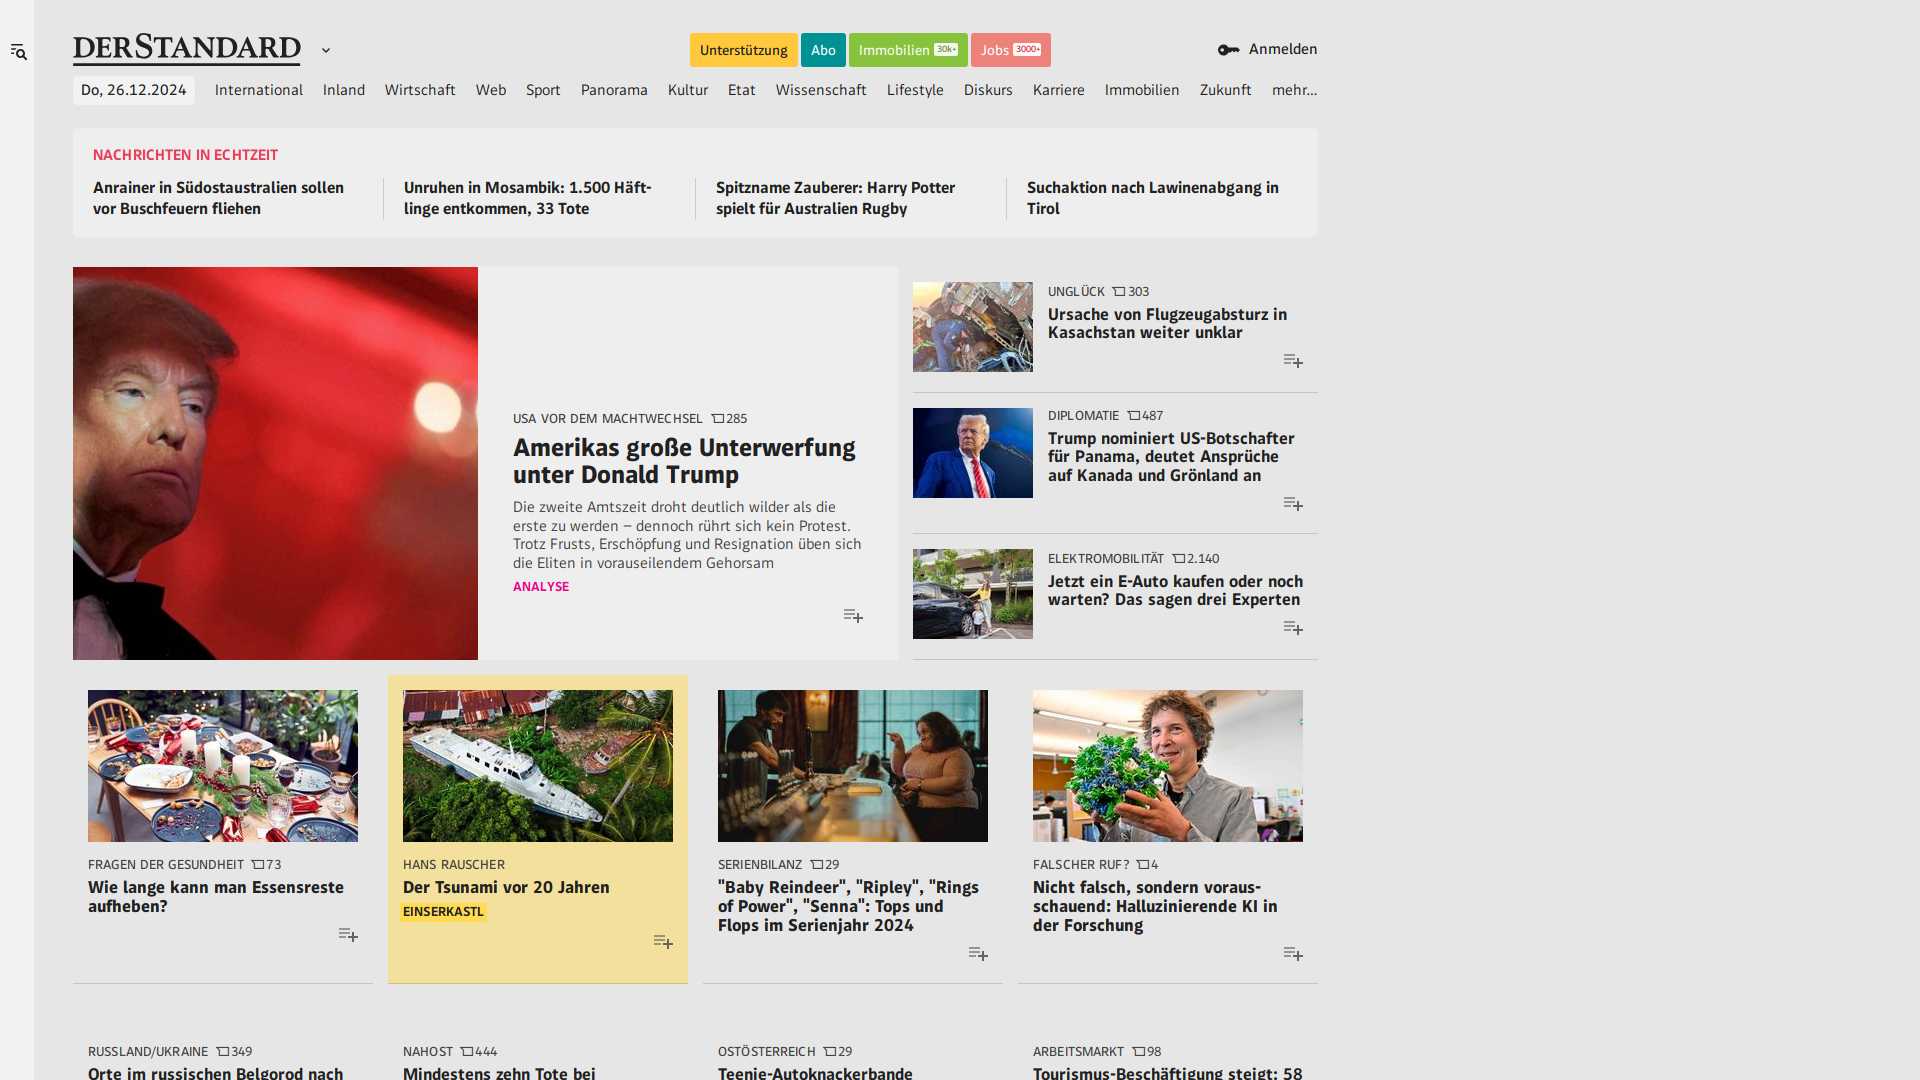 DERSTANDARD
Unterstützung
Abo
Immobilien 30k+
Jobs 3000+
Anmelden
Do, 26.12.2024
International
Inland
Wirtschaft
Web
Sport
Panorama
Kultur
Etat
Wissenschaft
Lifestyle
Diskurs
Karriere
Immobilien
Zukunft
mehr...
NACHRICHTEN IN ECHTZEIT
Anrainer in Südostaustralien sollen
vor Buschfeuern fliehen
Unruhen in Mosambik: 1.500 Häft-
linge entkommen, 33 Tote
Spitzname Zauberer: Harry Potter
spielt für Australien Rugby
Suchaktion nach Lawinenabgang in
Tirol
USA VOR DEM MACHTWECHSEL 285
Amerikas große Unterwerfung
unter Donald Trump
Die zweite Amtszeit droht deutlich wilder als die
erste zu werden – dennoch rührt sich kein Protest.
Trotz Frusts, Erschöpfung und Resignation üben sich
die Eliten in vorauseilendem Gehorsam
ANALYSE
UNGLÜCK 303
Ursache von Flugzeugabsturz in
Kasachstan weiter unklar
DIPLOMATIE 487
Trump nominiert US-Botschafter
für Panama, deutet Ansprüche
auf Kanada und Grönland an
ELEKTROMOBILITÄT 2.140
Jetzt ein E-Auto kaufen oder noch
warten? Das sagen drei Experten
FRAGEN DER GESUNDHEIT 73
Wie lange kann man Essensreste
aufheben?
HANS RAUSCHER
Der Tsunami vor 20 Jahren
EINSERKASTL
SERIENBILANZ 29
"Baby Reindeer", "Ripley", "Rings
of Power", "Senna": Tops und
Flops im Serienjahr 2024
FALSCHER RUF? 4
Nicht falsch, sondern voraus-
schauend: Halluzinierende KI in
der Forschung
RUSSLAND/UKRAINE 349
Orte im russischen Belgorod nach
NAHOST 444
Mindestens zehn Tote bei
OSTÖSTERREICH 29
Teenie-Autoknackerbande
ARBEITSMARKT 98
Tourismus-Beschäftigung steigt: 58